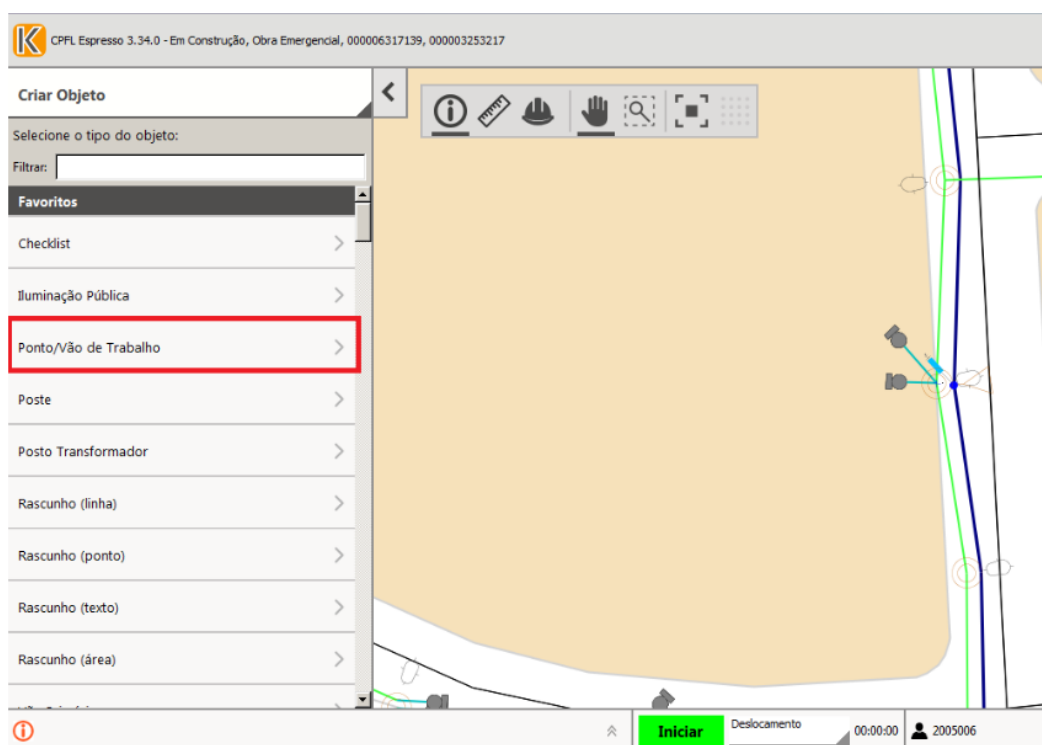 CPFL Espresso 3.34.0 - Em Construção, Obra Emergencial, 000006317139, 000003253217
Criar Objeto
Selecione o tipo do objeto:
Filtrar:
Favoritos
Checklist
Iluminação Pública
Ponto/Vão de Trabalho
Poste
Posto Transformador
Rascunho (linha)
Rascunho (ponto)
Rascunho (texto)
Rascunho (área)
Iniciar Deslocamento 00:00:00 2005006